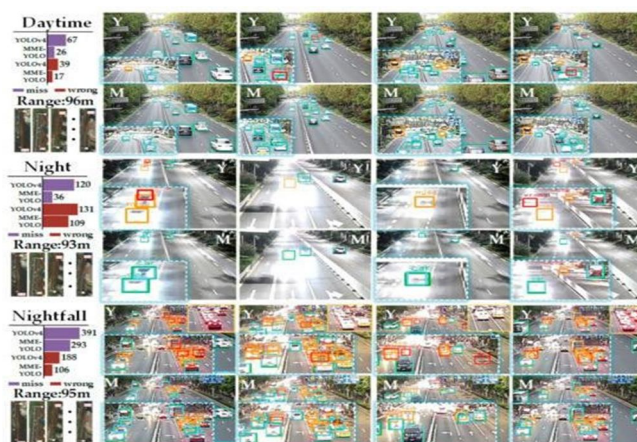 Daytime
YOLOv4 67
MME-YOLO 26
YOLOv4 39
MME-YOLO 17
miss wrong
Range:96m
Y Y Y Y
M M M M
Night
YOLOv4 120
MME-YOLO 36
YOLOv4 131
MME-YOLO 109
miss wrong
Range:93m
Y Y Y Y
M M M M
Nightfall
YOLOv4 391
MME-YOLO 293
YOLOv4 188
MME-YOLO 106
miss wrong
Range:95m
Y Y Y Y
M M M M